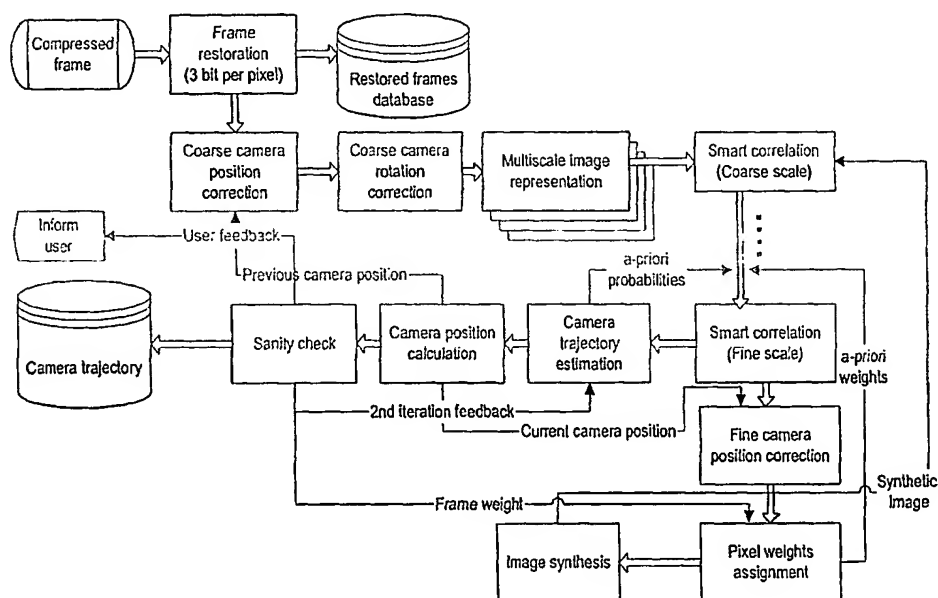 Compressed
frame
Frame
restoration
(3 bit per pixel)
Restored frames
database
Coarse camera
position
correction
Coarse camera
rotation
correction
Multiscale image
representation
Smart correlation
(Coarse scale)
Inform
user
User feedback
Previous camera position
a-priori
probabilities
Camera trajectory
Sanity check
Camera position
calculation
Camera
trajectory
estimation
Smart correlation
(Fine scale)
a-priori
weights
2nd iteration feedback
Current camera position
Fine camera
position correction
Synthetic
Image
Frame weight
Image synthesis
Pixel weights
assignment